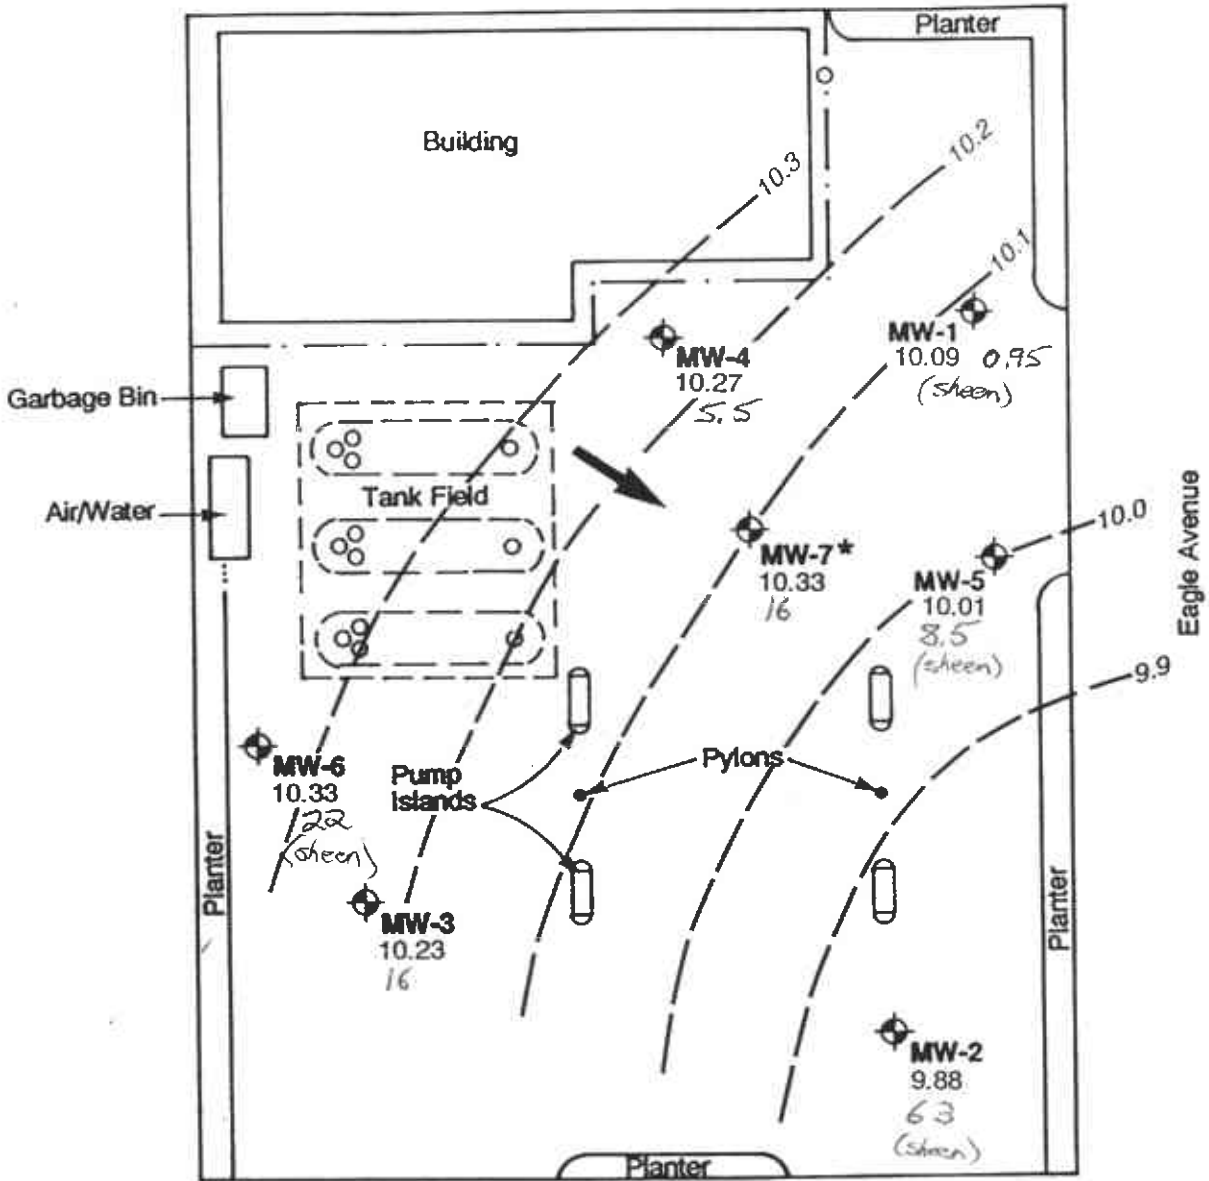 Planter
Building
10.3
10.2
10.1
MW-1
10.09 0.95
(sheen)
MW-4
10.27
5.5
Garbage Bin
Tank Field
Air/Water
MW-7*
10.33
16
10.0
MW-5
10.01
8.5
(sheen)
Eagle Avenue
9.9
MW-6
10.33
22
(sheen)
Pump
Islands
Pylons
Planter
MW-3
10.23
16
Planter
MW-2
9.88
63
(sheen)
Planter